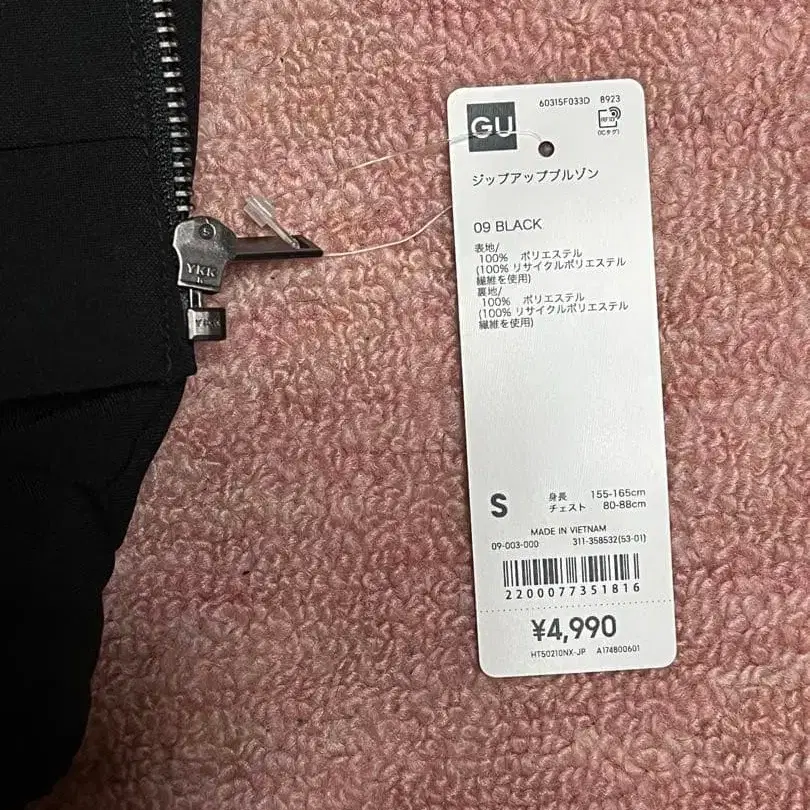 GU
60315F033D 8923
RFID
(ICタグ)
ジップアップブルゾン
09 BLACK
表地/
100% ポリエステル
(100% リサイクルポリエステル
繊維を使用)
裏地/
100% ポリエステル
(100% リサイクルポリエステル
繊維を使用)
S
身長 155-165cm
チェスト 80-88cm
MADE IN VIETNAM
09-003-000 311-358532(53-01)
2200077351816
¥4,990
HT50210NX-JP A174800601
YKK
YKK